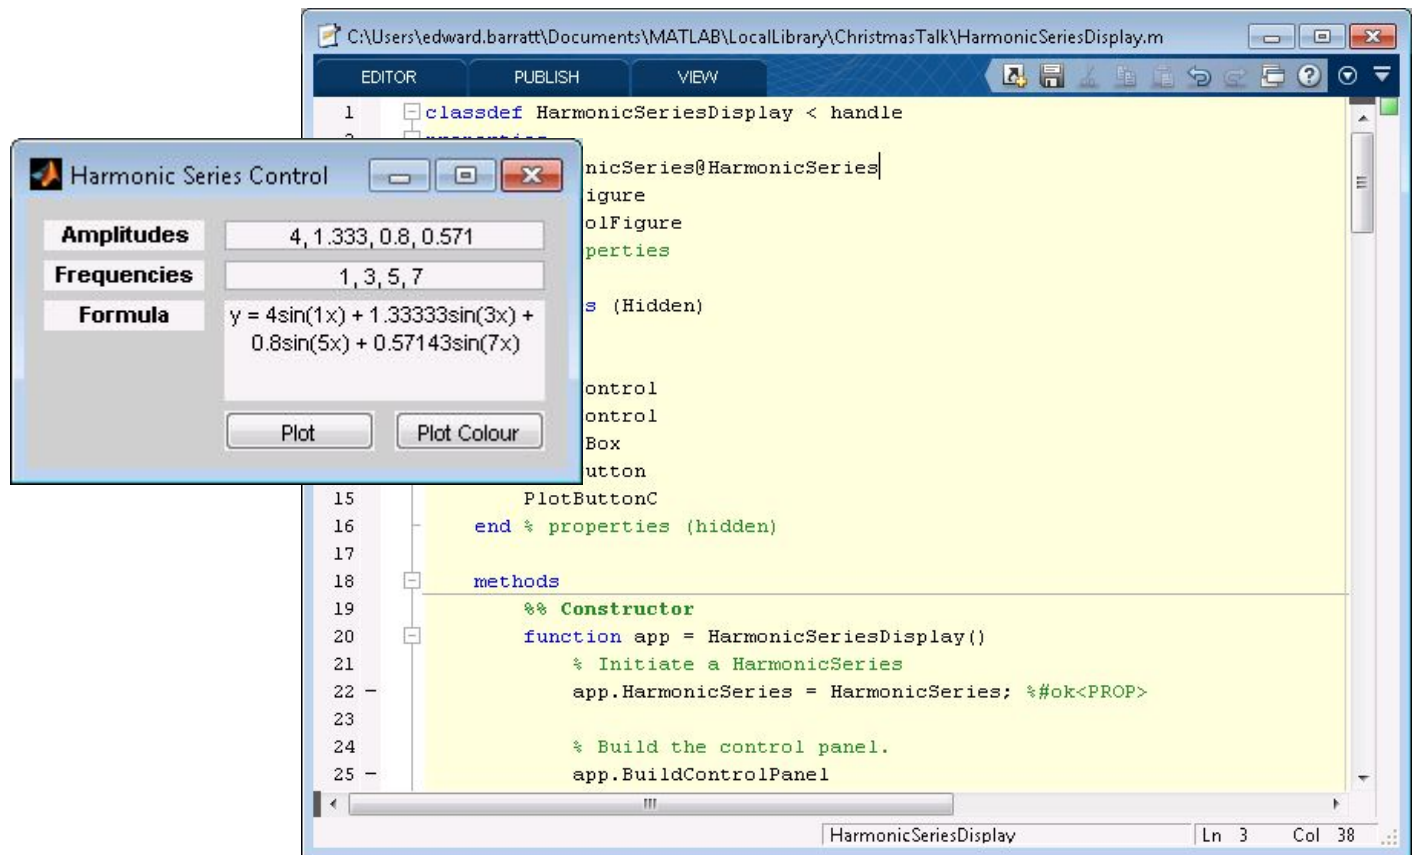 C:\Users\edward.barratt\Documents\MATLAB\LocalLibrary\ChristmasTalk\HarmonicSeriesDisplay.m
EDITOR PUBLISH VIEW
1 classdef HarmonicSeriesDisplay < handle
nicSeries@HarmonicSeries
igure
olFigure
perties
s (Hidden)
ontrol
ontrol
Box
utton
15 PlotButtonC
16 end % properties (hidden)
17
18 methods
19 %% Constructor
20 function app = HarmonicSeriesDisplay()
21 % Initiate a HarmonicSeries
22 - app.HarmonicSeries = HarmonicSeries; %#ok<PROP>
23
24 % Build the control panel.
25 - app.BuildControlPanel
HarmonicSeriesDisplay Ln 3 Col 38
Harmonic Series Control
Amplitudes 4, 1.333, 0.8, 0.571
Frequencies 1, 3, 5, 7
Formula y = 4sin(1x) + 1.33333sin(3x) +
0.8sin(5x) + 0.57143sin(7x)
Plot Plot Colour